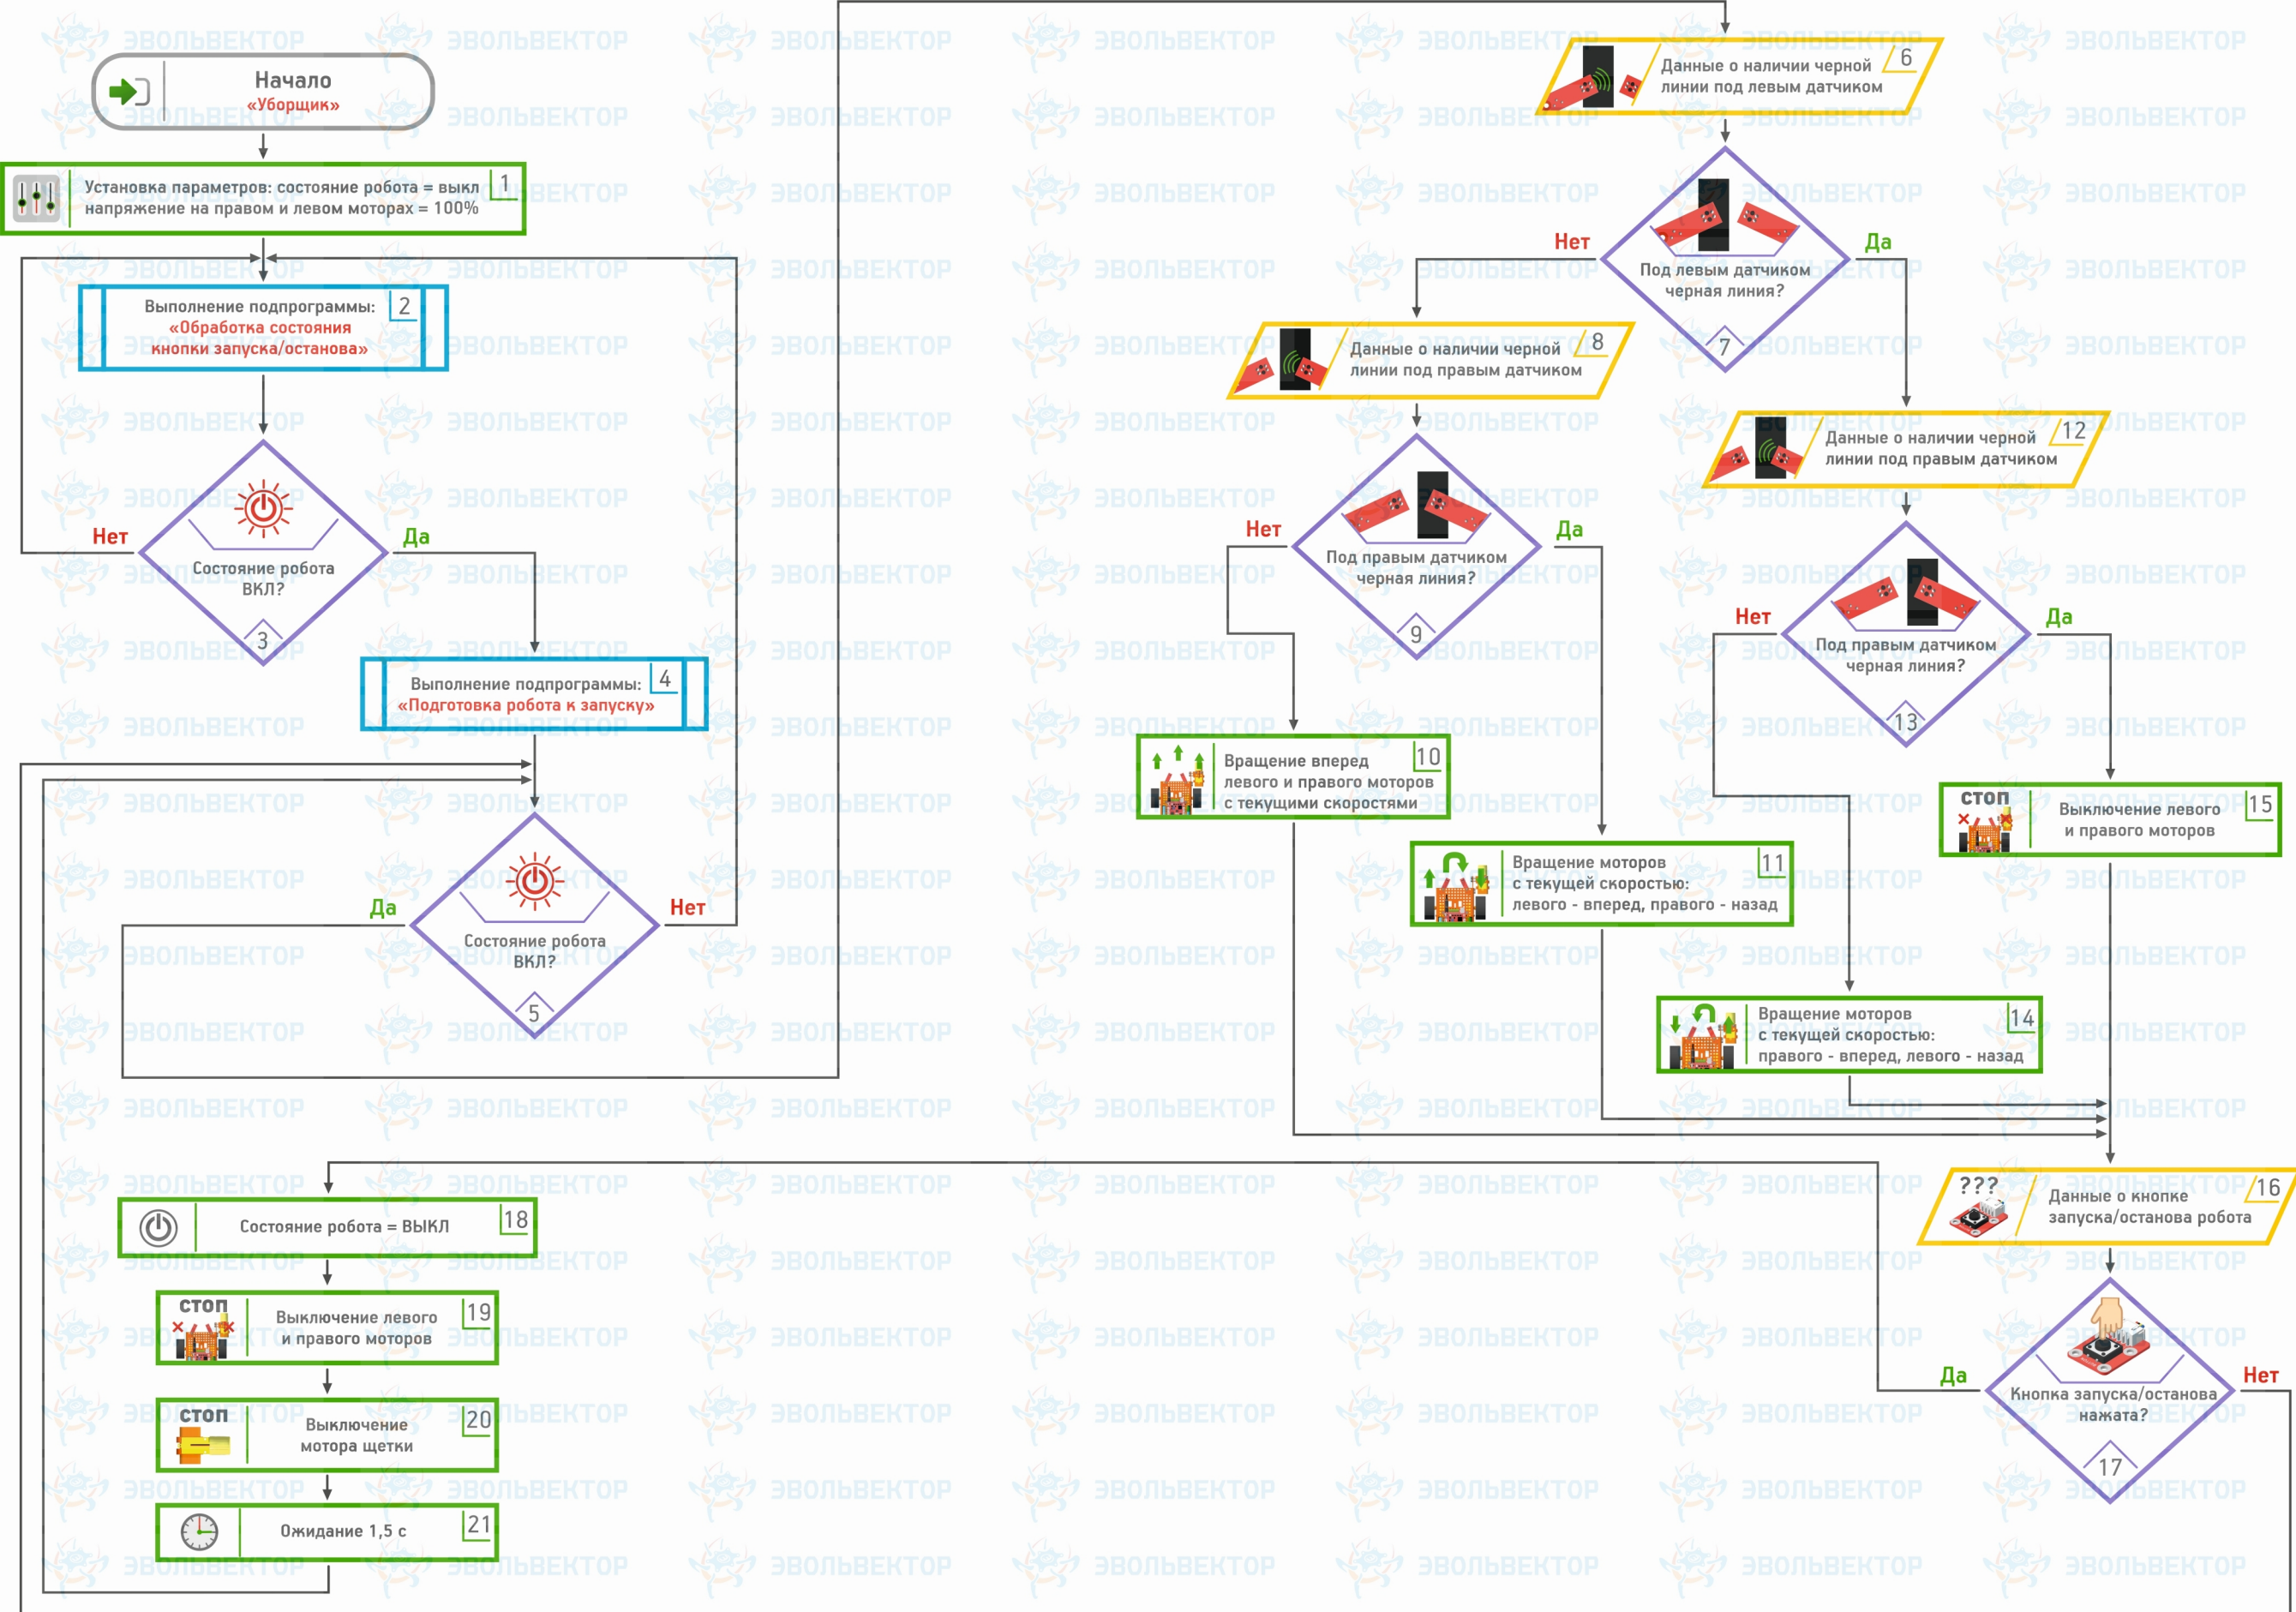 Начало
«Уборщик»
Установка параметров: состояние робота = выкл
напряжение на правом и левом моторах = 100%
1
Выполнение подпрограммы:
«Обработка состояния
кнопки запуска/останова»
2
Нет
Да
Состояние робота
ВКЛ?
3
Выполнение подпрограммы:
«Подготовка робота к запуску»
4
Да
Нет
Состояние робота
ВКЛ?
5
Данные о наличии черной
линии под левым датчиком
6
Нет
Да
Под левым датчиком
черная линия?
7
Данные о наличии черной
линии под правым датчиком
8
Нет
Да
Под правым датчиком
черная линия?
9
Вращение вперед
левого и правого моторов
с текущими скоростями
10
Вращение моторов
с текущей скоростью:
левого - вперед, правого - назад
11
Данные о наличии черной
линии под правым датчиком
12
Нет
Да
Под правым датчиком
черная линия?
13
Вращение моторов
с текущей скоростью:
правого - вперед, левого - назад
14
СТОП
Выключение левого
и правого моторов
15
???
Данные о кнопке
запуска/останова робота
16
Да
Нет
Кнопка запуска/останова
нажата?
17
Состояние робота = ВЫКЛ
18
СТОП
Выключение левого
и правого моторов
19
СТОП
Выключение
мотора щетки
20
Ожидание 1,5 с
21
ЭВОЛЬВЕКТОР